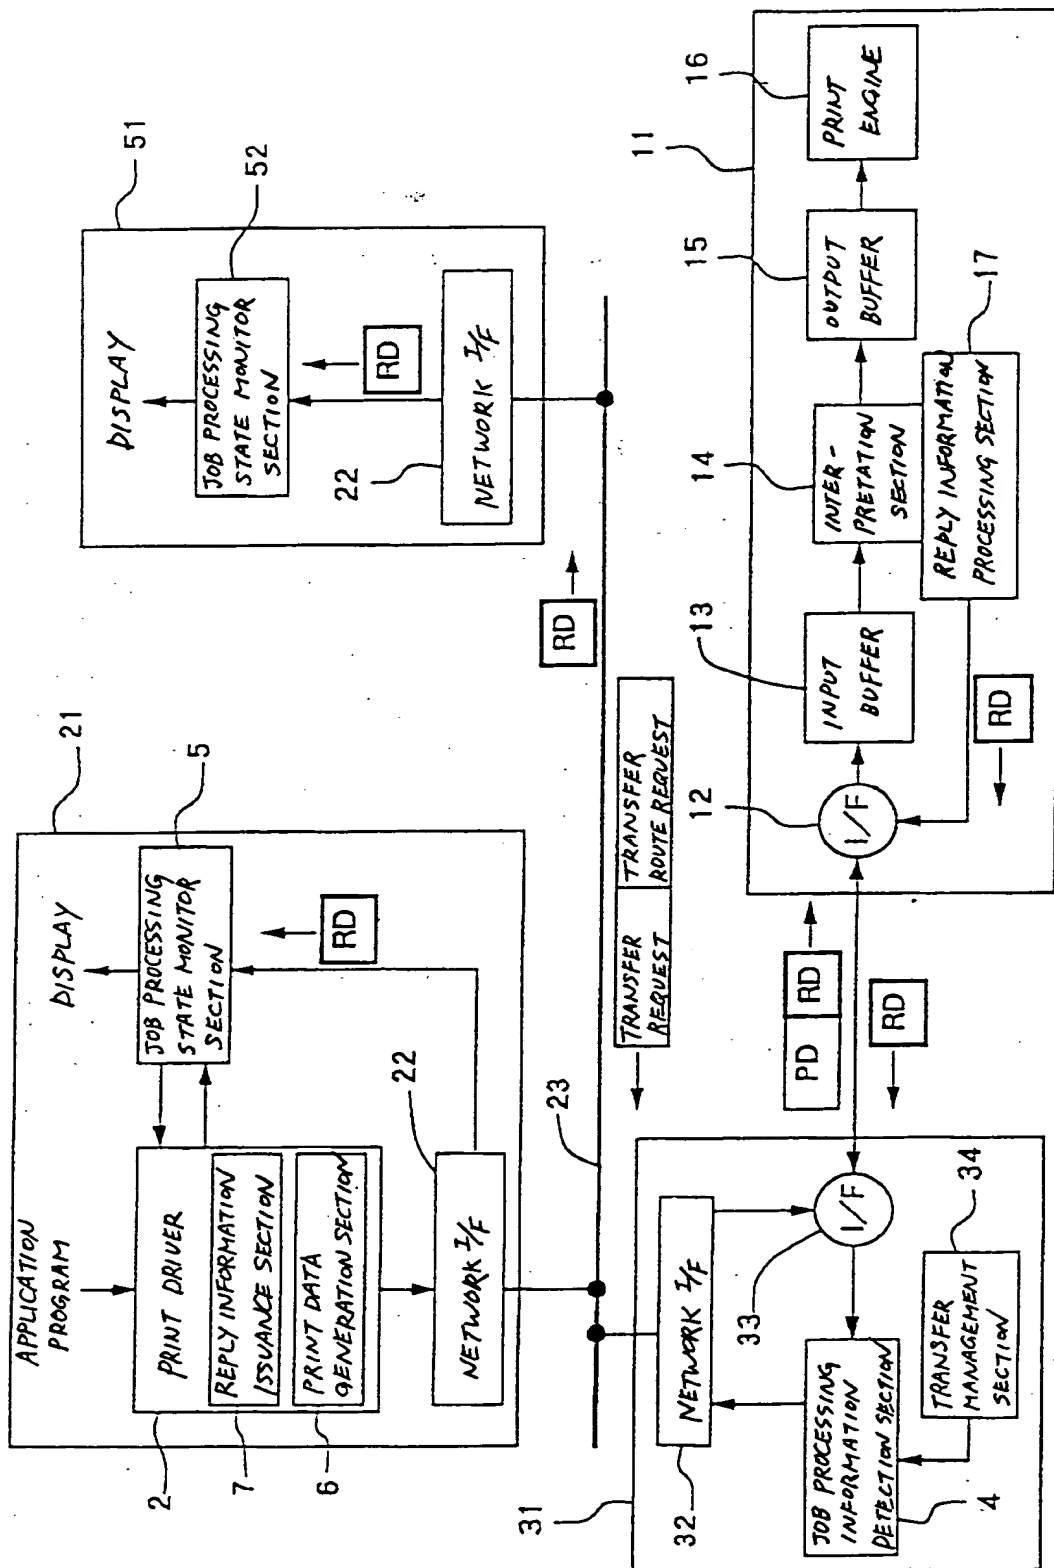 21
APPLICATION
PROGRAM
DISPLAY
2
PRINT DRIVER
7
REPLY INFORMATION
ISSUANCE SECTION
6
PRINT DATA
GENERATION SECTION
5
JOB PROCESSING
STATE MONITOR
SECTION
RD
22
NETWORK I/F
51
DISPLAY
52
JOB PROCESSING
STATE MONITOR
SECTION
RD
22
NETWORK I/F
23
RD
TRANSFER
REQUEST
TRANSFER
ROUTE REQUEST
31
32
NETWORK I/F
33
I/F
JOB PROCESSING
INFORMATION
DETECTION SECTION
4
34
TRANSFER
MANAGEMENT
SECTION
PD
RD
RD
11
12
I/F
13
INPUT
BUFFER
14
INTER-
PRETATION
SECTION
15
OUTPUT
BUFFER
16
PRINT
ENGINE
17
REPLY INFORMATION
PROCESSING SECTION
RD